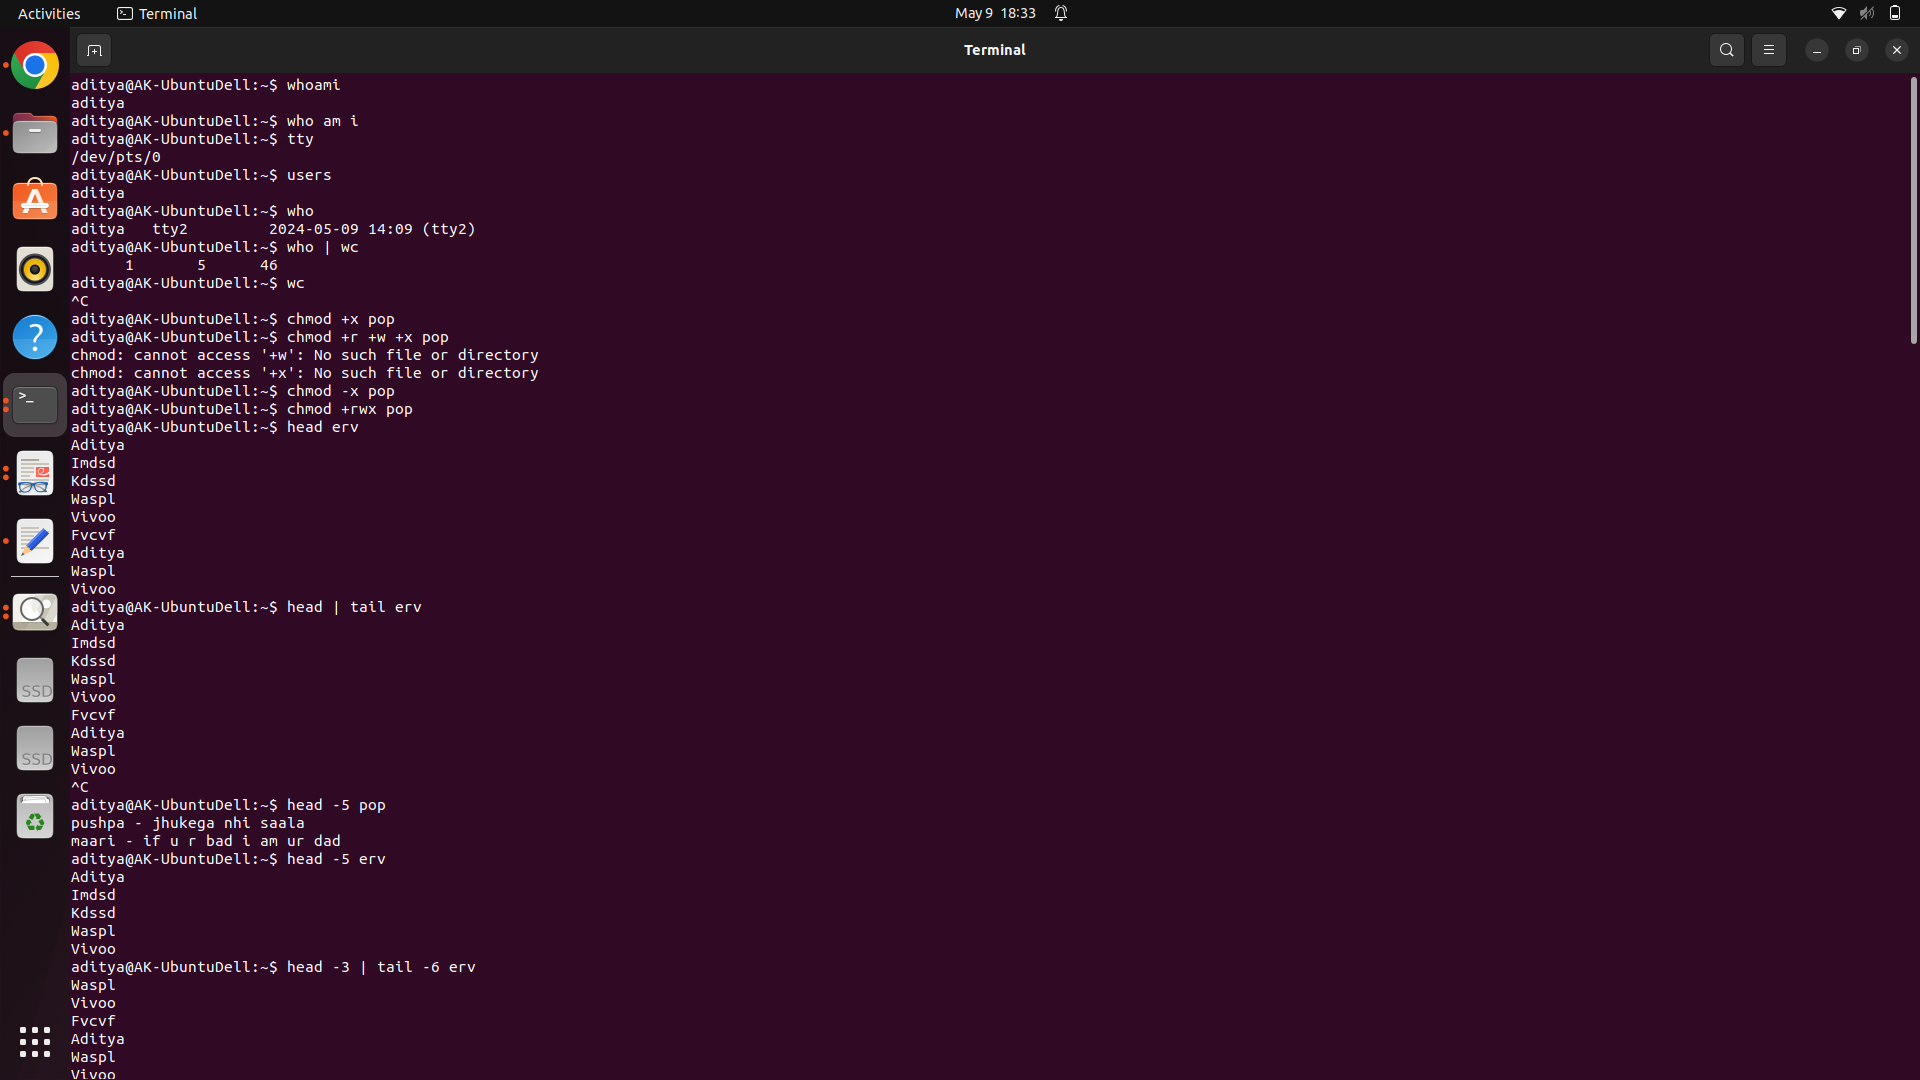 Activities Terminal May 9 18:33
Terminal
aditya@AK-UbuntuDell:~$ whoami
aditya
aditya@AK-UbuntuDell:~$ who am i
aditya@AK-UbuntuDell:~$ tty
/dev/pts/0
aditya@AK-UbuntuDell:~$ users
aditya
aditya@AK-UbuntuDell:~$ who
aditya   tty2         2024-05-09 14:09 (tty2)
aditya@AK-UbuntuDell:~$ who | wc
      1       5      46
aditya@AK-UbuntuDell:~$ wc
^C
aditya@AK-UbuntuDell:~$ chmod +x pop
aditya@AK-UbuntuDell:~$ chmod +r +w +x pop
chmod: cannot access '+w': No such file or directory
chmod: cannot access '+x': No such file or directory
aditya@AK-UbuntuDell:~$ chmod -x pop
aditya@AK-UbuntuDell:~$ chmod +rwx pop
aditya@AK-UbuntuDell:~$ head erv
Aditya
Imdsd
Kdssd
Waspl
Vivoo
Fvcvf
Aditya
Waspl
Vivoo
aditya@AK-UbuntuDell:~$ head | tail erv
Aditya
Imdsd
Kdssd
Waspl
Vivoo
Fvcvf
Aditya
Waspl
Vivoo
^C
aditya@AK-UbuntuDell:~$ head -5 pop
pushpa - jhukega nhi saala
maari - if u r bad i am ur dad
aditya@AK-UbuntuDell:~$ head -5 erv
Aditya
Imdsd
Kdssd
Waspl
Vivoo
aditya@AK-UbuntuDell:~$ head -3 | tail -6 erv
Waspl
Vivoo
Fvcvf
Aditya
Waspl
Vivoo
SSD
SSD